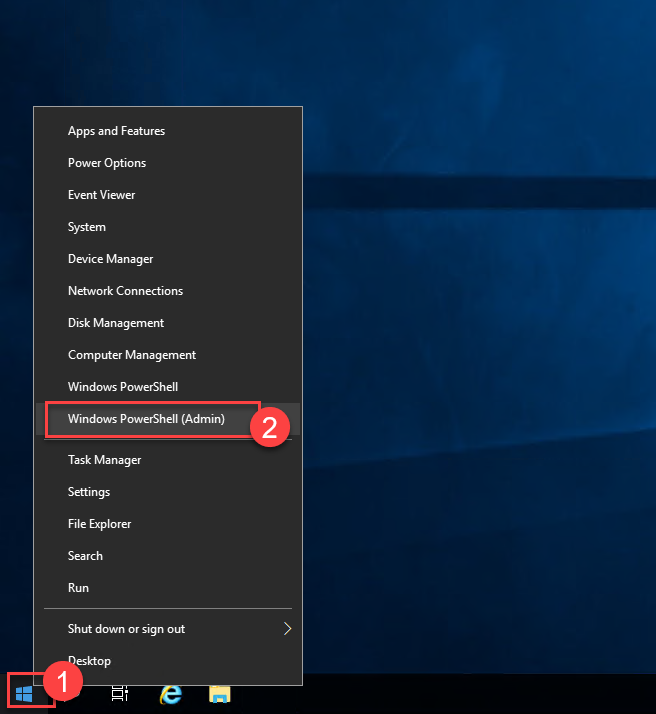 Apps and Features
Power Options
Event Viewer
System
Device Manager
Network Connections
Disk Management
Computer Management
Windows PowerShell
Windows PowerShell (Admin)
2
Task Manager
Settings
File Explorer
Search
Run
Shut down or sign out
Desktop
1